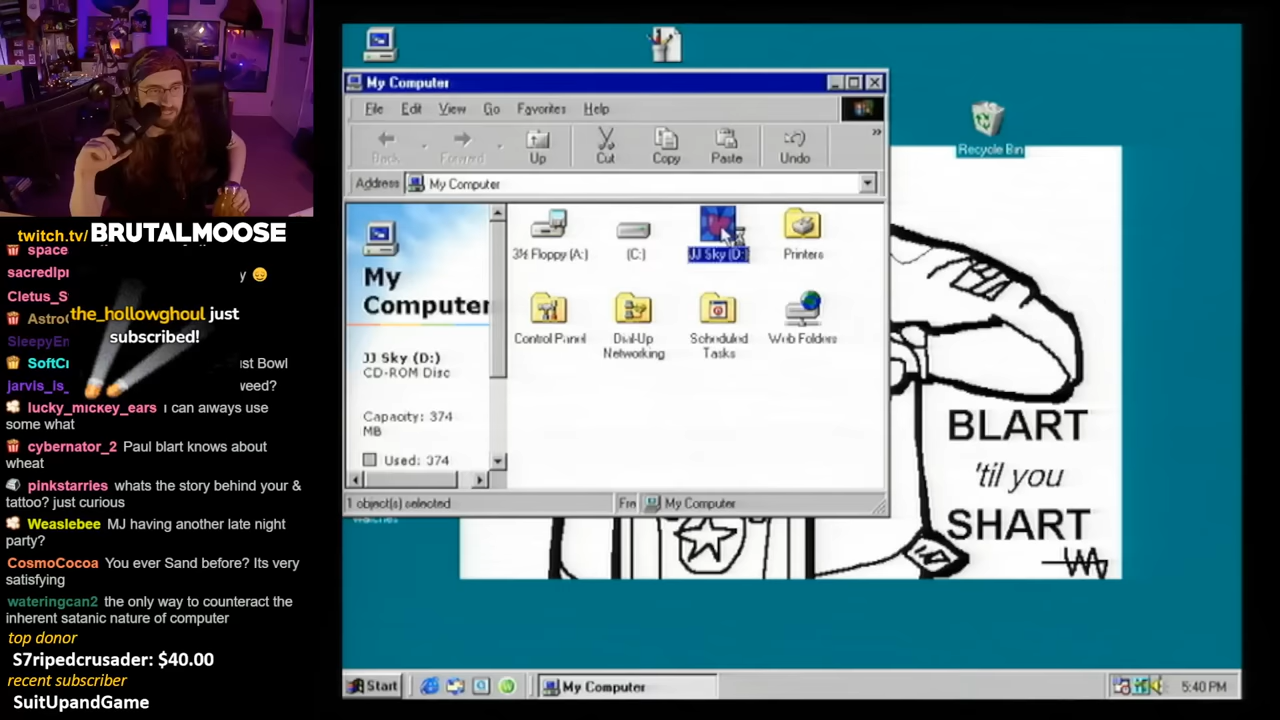 twitch.tv/BRUTALMOOSE
space
sacredlp
y
Cletus_S
Astro
the_hollowghoul just
subscribed!
SleepyEn
SoftCr
st Bowl
jarvis_is_
weed?
lucky_mickey_ears I can always use
some what
cybernator_2 Paul blart knows about
wheat
pinkstarries whats the story behind your &
tattoo? just curious
Weaslebee MJ having another late night
party?
CosmoCocoa You ever Sand before? Its very
satisfying
wateringcan2 the only way to counteract the
inherent satanic nature of computer
top donor
S7ripedcrusader: $40.00
recent subscriber
SuitUpandGame
My Computer
File Edit View Go Favorites Help
Back Forward Up Cut Copy Paste Undo
Address My Computer
My
Computer
JJ Sky (D:)
CD-ROM Disc
Capacity: 374
MB
Used: 374
3½ Floppy (A:) (C:) JJ Sky (D:) Printers
Control Panel Dial-Up
Networking Scheduled
Tasks Web Folders
1 object(s) selected Fre My Computer
Recycle Bin
BLART
'til you
SHART
Start My Computer 5:40 PM